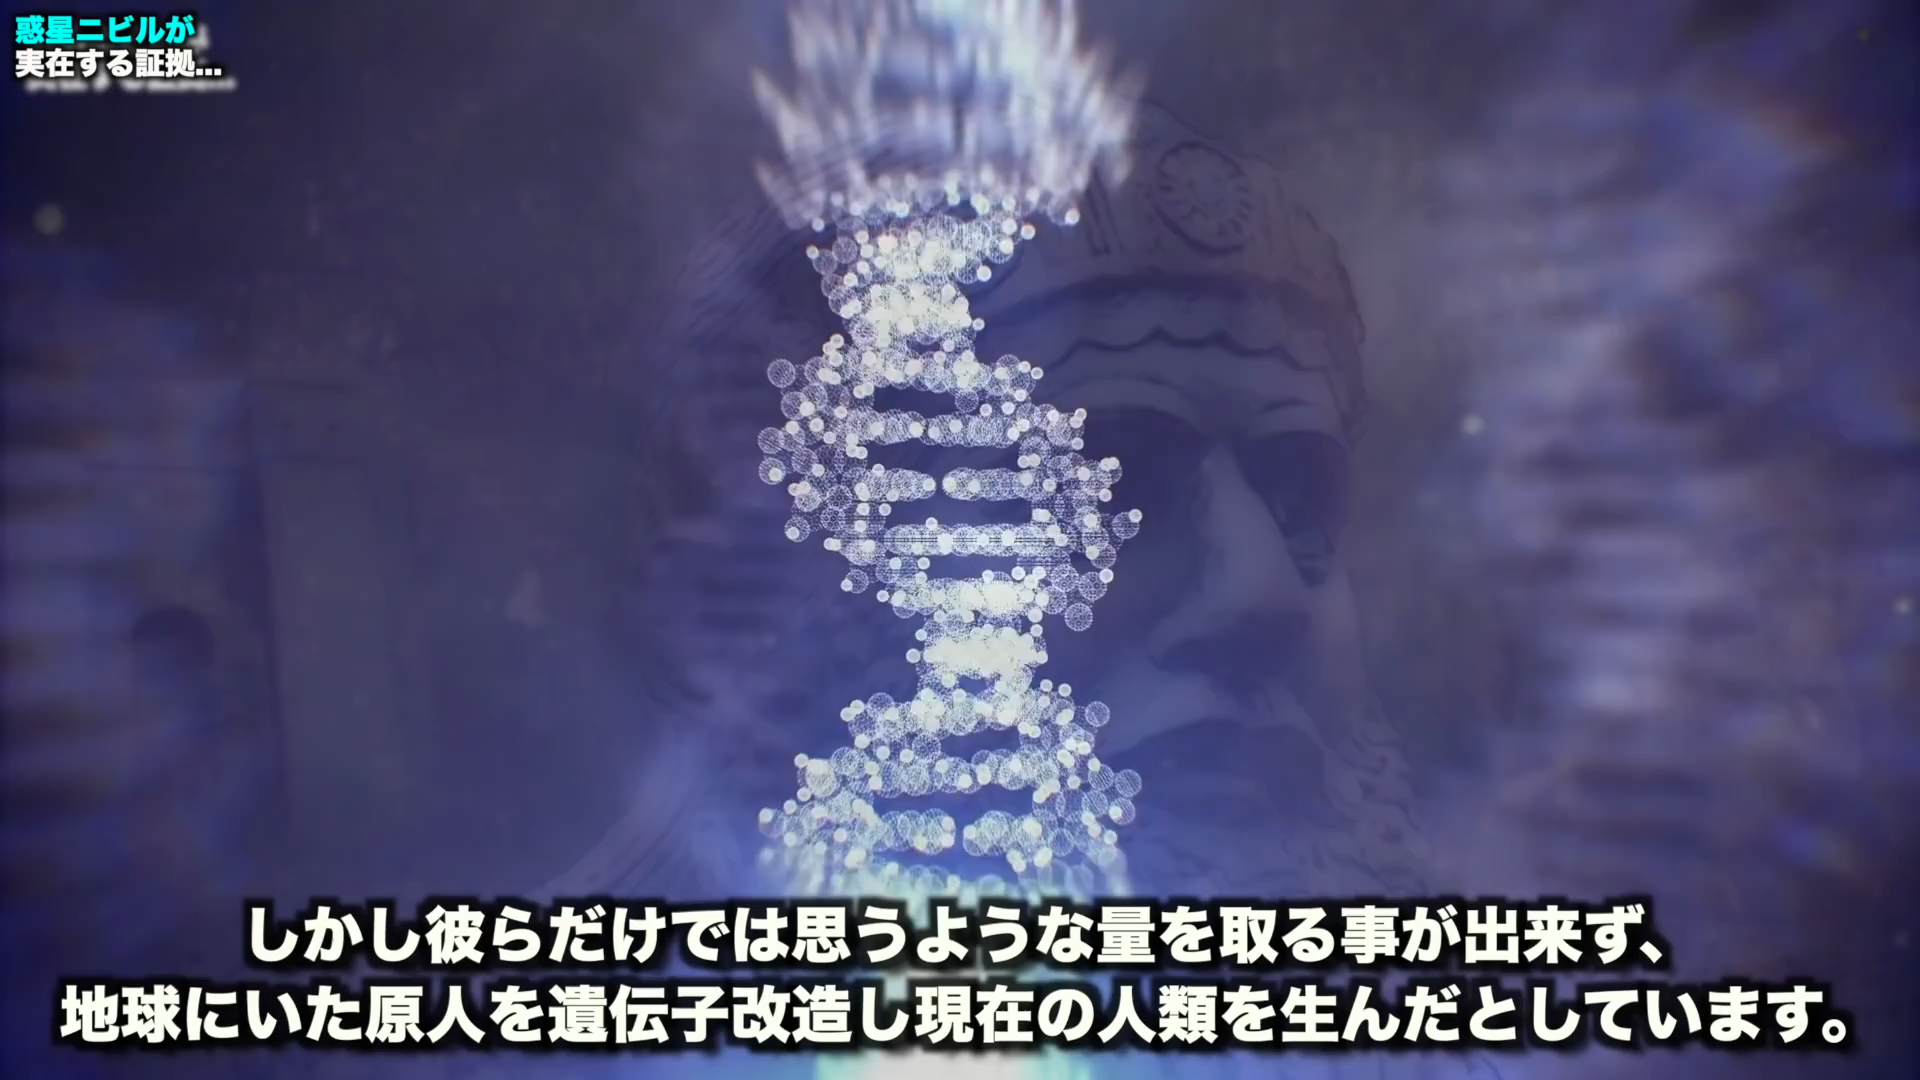 惑星ニビルが
実在する証拠...
しかし彼らだけでは思うような量を取る事が出来ず、
地球にいた原人を遺伝子改造し現在の人類を生んだとしています。